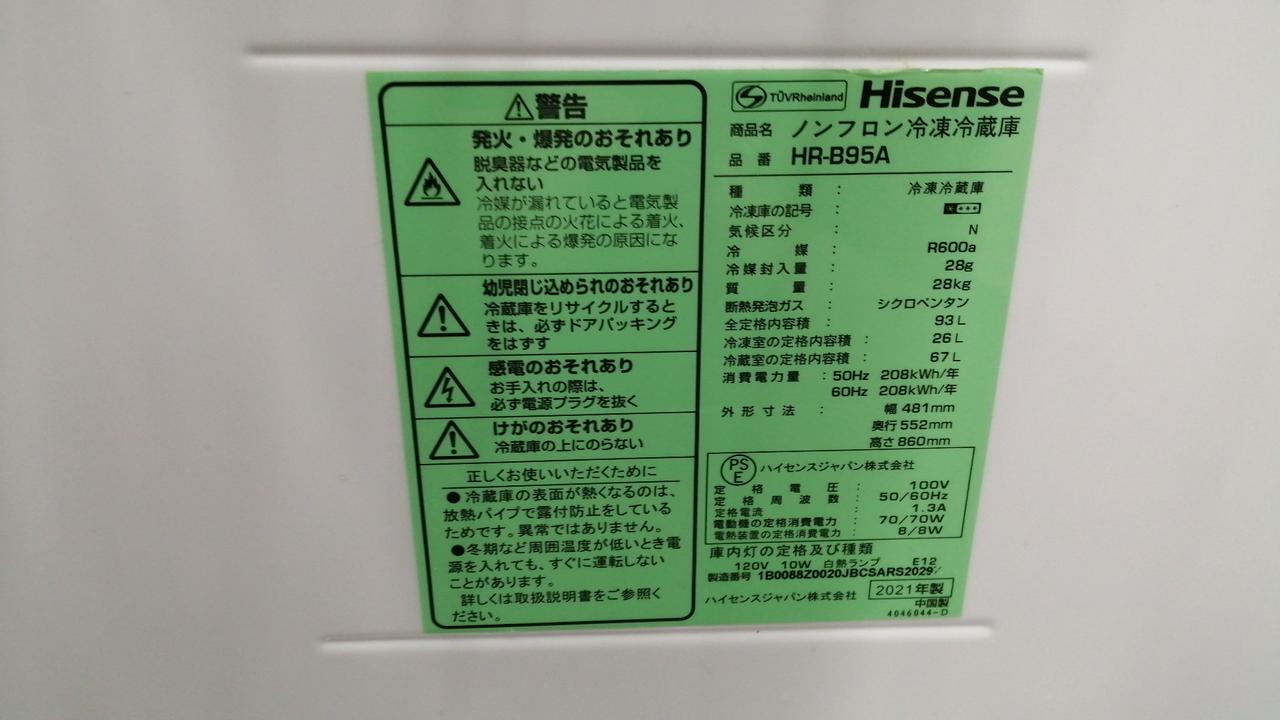 警告
発火・爆発のおそれあり
脱臭器などの電気製品を
入れない
冷媒が漏れていると電気製
品の接点の火花による着火、
着火による爆発の原因にな
ります。
幼児閉じ込められのおそれあり
冷蔵庫をリサイクルすると
きは、必ずドアパッキング
をはずす
感電のおそれあり
お手入れの際は、
必ず電源プラグを抜く
けがのおそれあり
冷蔵庫の上にのらない
正しくお使いいただくために
●冷蔵庫の表面が熱くなるのは、
放熱パイプで露付防止をしている
ためです。異常ではありません。
●冬期など周囲温度が低いとき電
源を入れても、すぐに運転しない
ことがあります。
詳しくは取扱説明書をご参照く
ださい。
TÜVRheinland Hisense
商品名 ノンフロン冷凍冷蔵庫
品番 HR-B95A
種類 : 冷凍冷蔵庫
冷凍庫の記号 : ****
気候区分 : N
冷媒 : R600a
冷媒封入量 : 28g
質量 : 28kg
断熱発泡ガス : シクロペンタン
全定格内容積 : 93L
冷凍室の定格内容積 : 26L
冷蔵室の定格内容積 : 67L
消費電力量 : 50Hz 208kWh/年
60Hz 208kWh/年
外形寸法 : 幅 481mm
奥行 552mm
高さ 860mm
PSE ハイセンスジャパン株式会社
定格電圧 : 100V
定格周波数 : 50/60Hz
定格電流 : 1.3A
電動機の定格消費電力 : 70/70W
電熱装置の定格消費電力 : 8/8W
庫内灯の定格及び種類
120V 10W 白熱ランプ E12
製造番号 1B0088Z0020JBCSARS2029
ハイセンスジャパン株式会社 2021年製
中国製
4046044-D